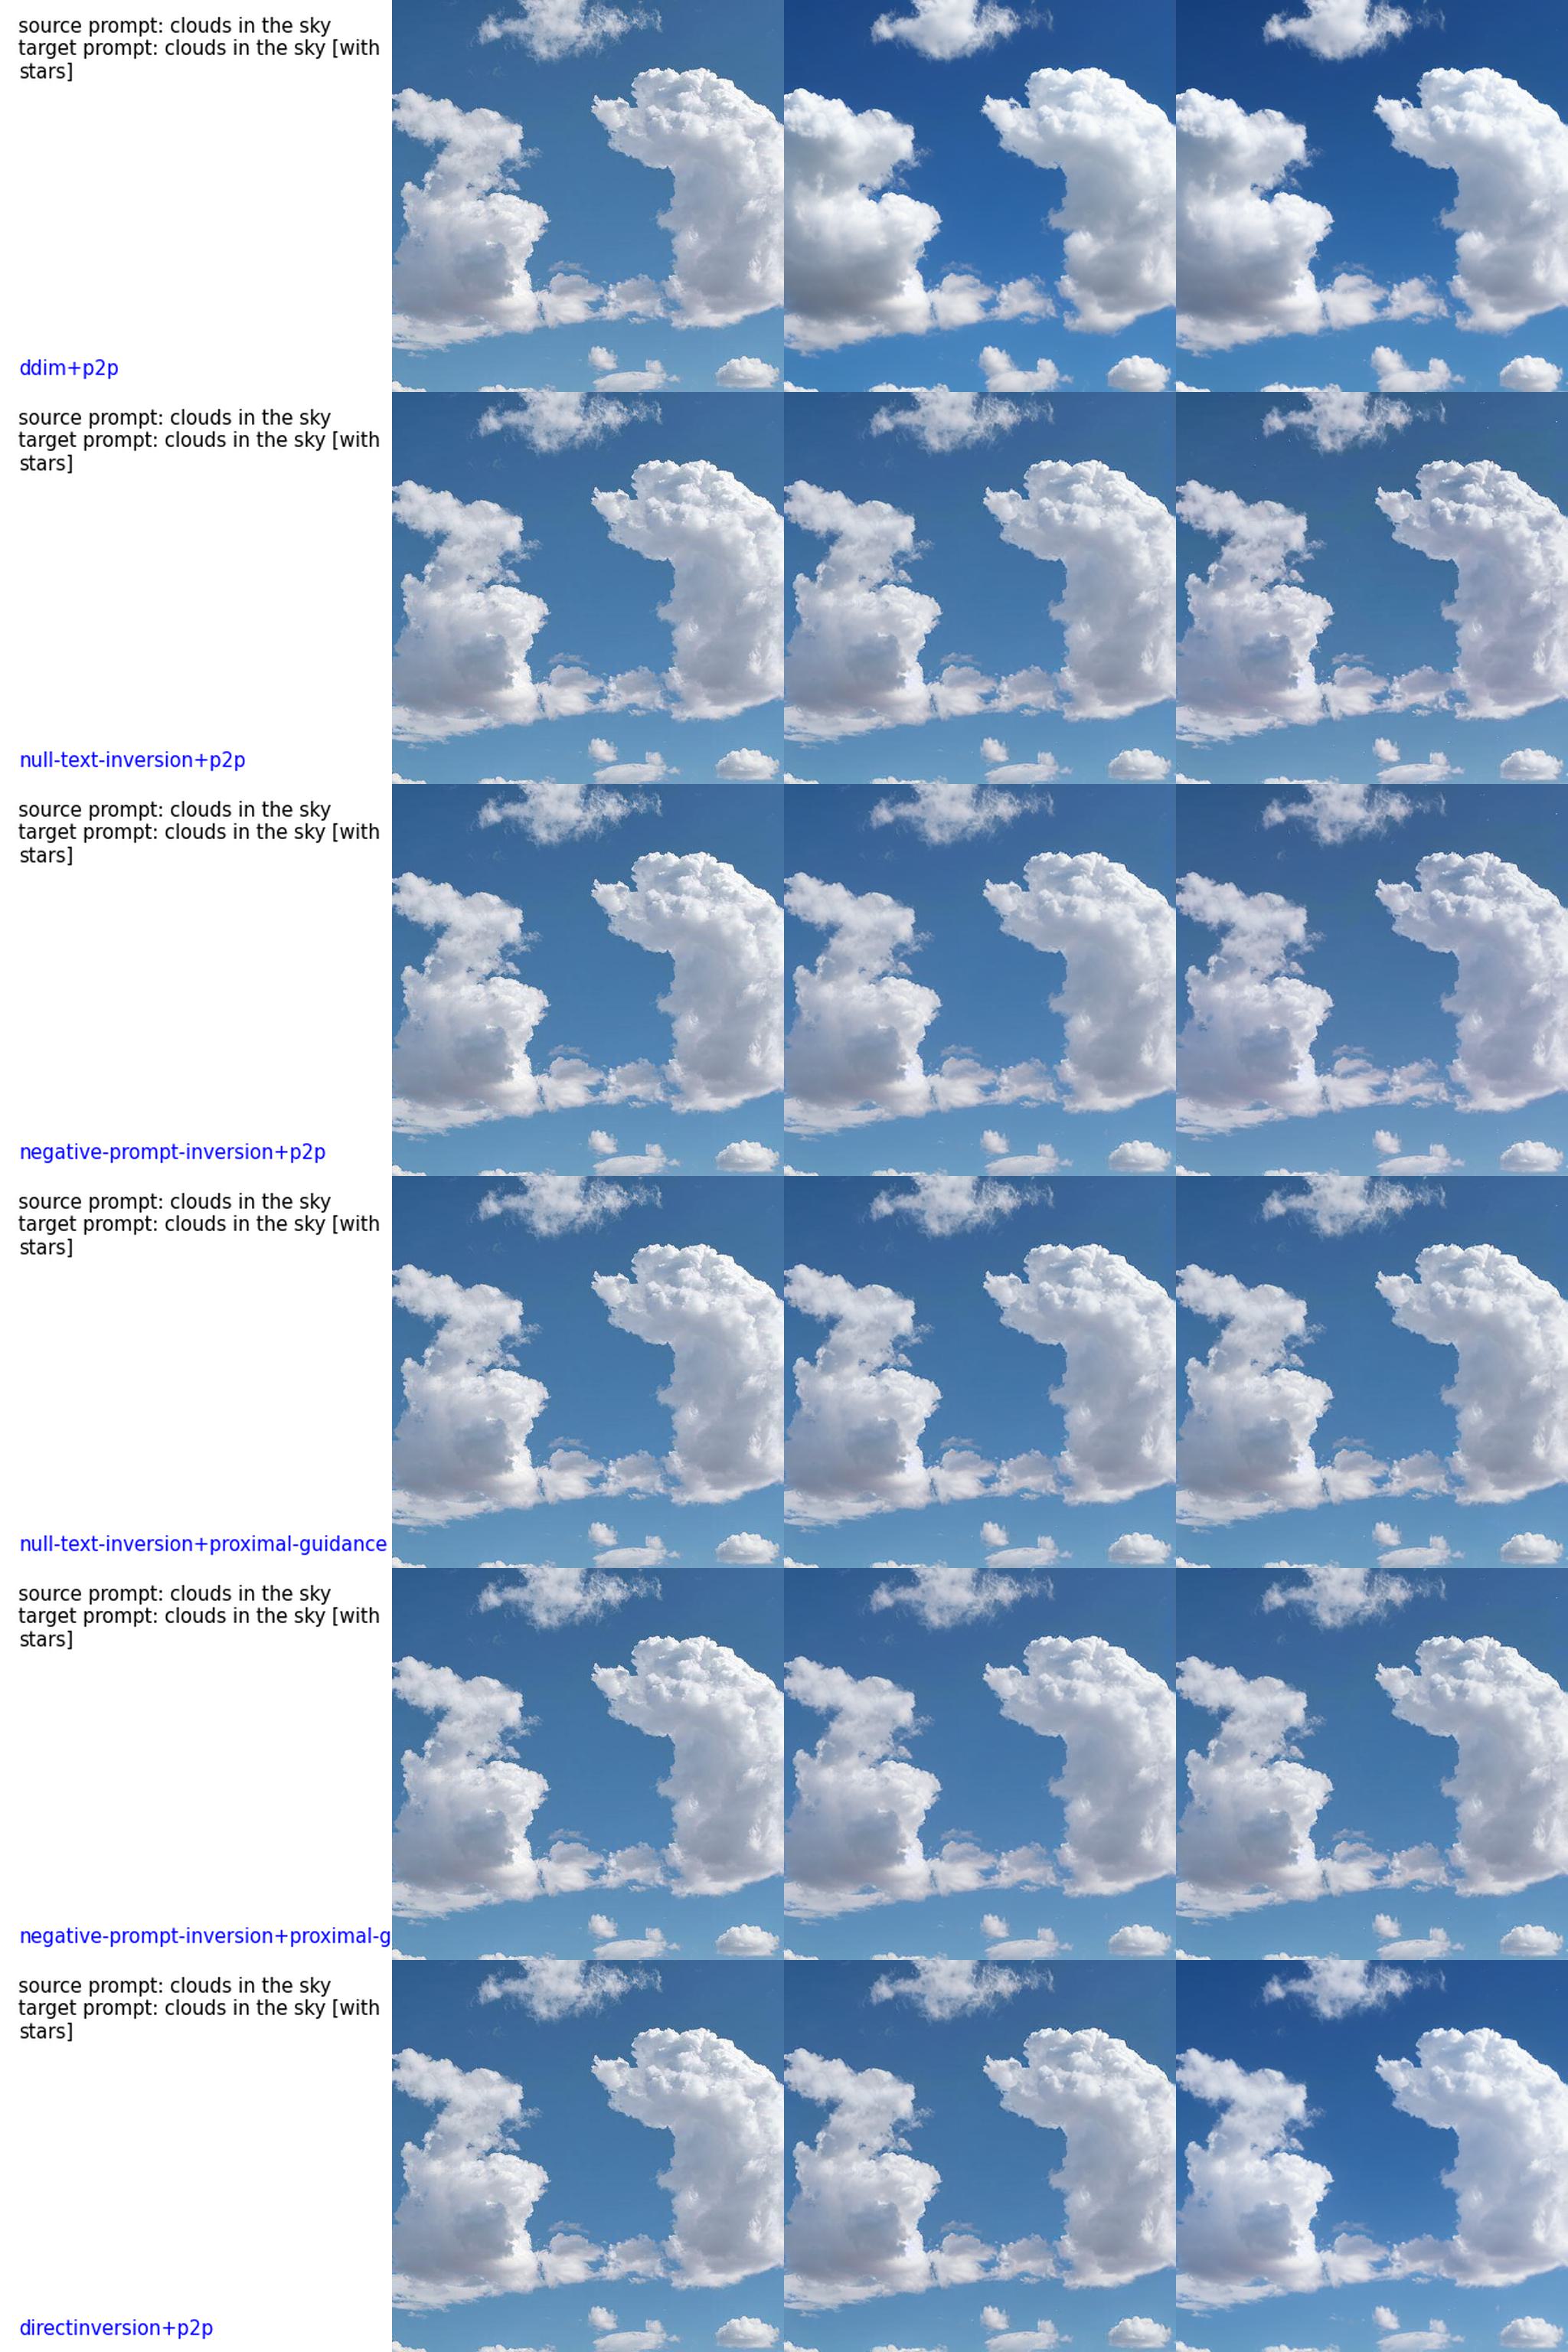 source prompt: clouds in the sky
target prompt: clouds in the sky [with
stars]
ddim+p2p
source prompt: clouds in the sky
target prompt: clouds in the sky [with
stars]
null-text-inversion+p2p
source prompt: clouds in the sky
target prompt: clouds in the sky [with
stars]
negative-prompt-inversion+p2p
source prompt: clouds in the sky
target prompt: clouds in the sky [with
stars]
null-text-inversion+proximal-guidance
source prompt: clouds in the sky
target prompt: clouds in the sky [with
stars]
negative-prompt-inversion+proximal-g
source prompt: clouds in the sky
target prompt: clouds in the sky [with
stars]
directinversion+p2p